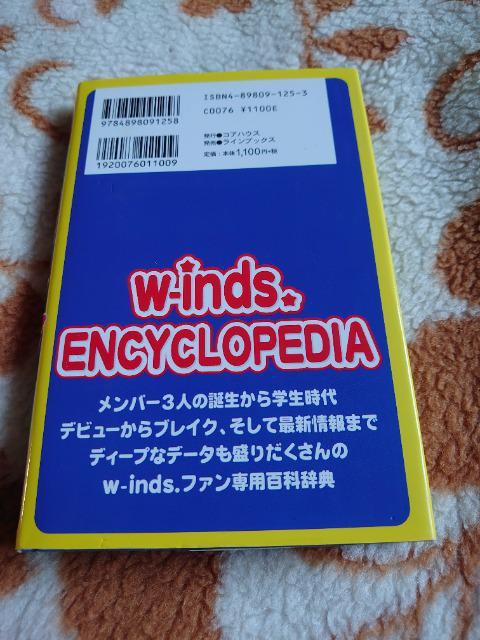 ISBN4-89809-125-3
C0076 ¥1100E
9784898091258
発行●コアハウス
発売●ラインブックス
定価：本体1,100円+税
1920076011009
w-inds.
ENCYCLOPEDIA
メンバー3人の誕生から学生時代
デビューからブレイク、そして最新情報まで
ディープなデータも盛りだくさんの
w-inds.ファン専用百科辞典